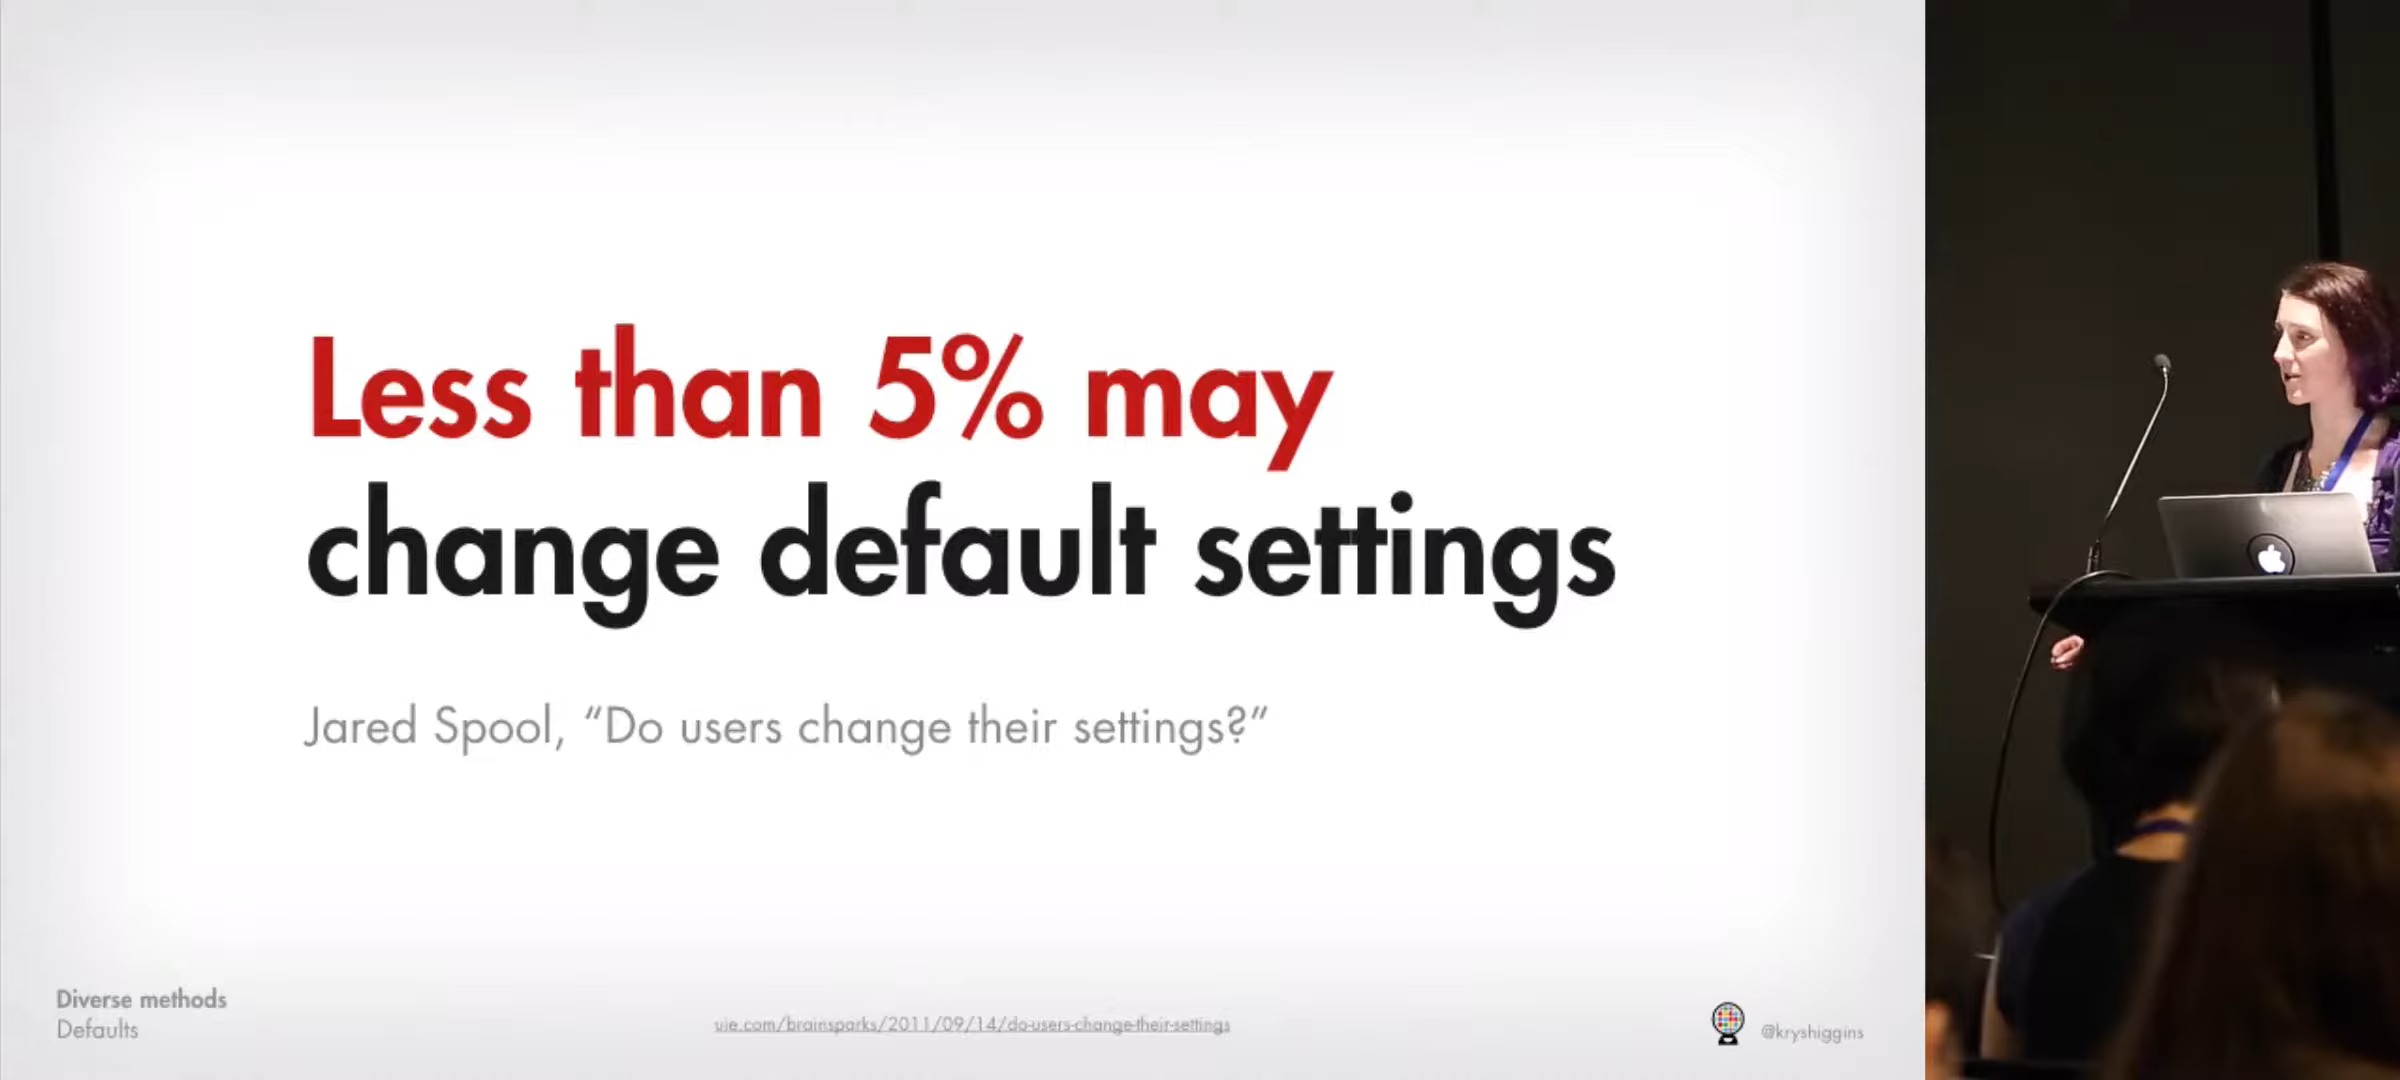 Less than 5% may
change default settings
Jared Spool, “Do users change their settings?”
Diverse methods
Defaults
uie.com/brainsparks/2011/09/14/do-users-change-their-settings
@kryshiggins